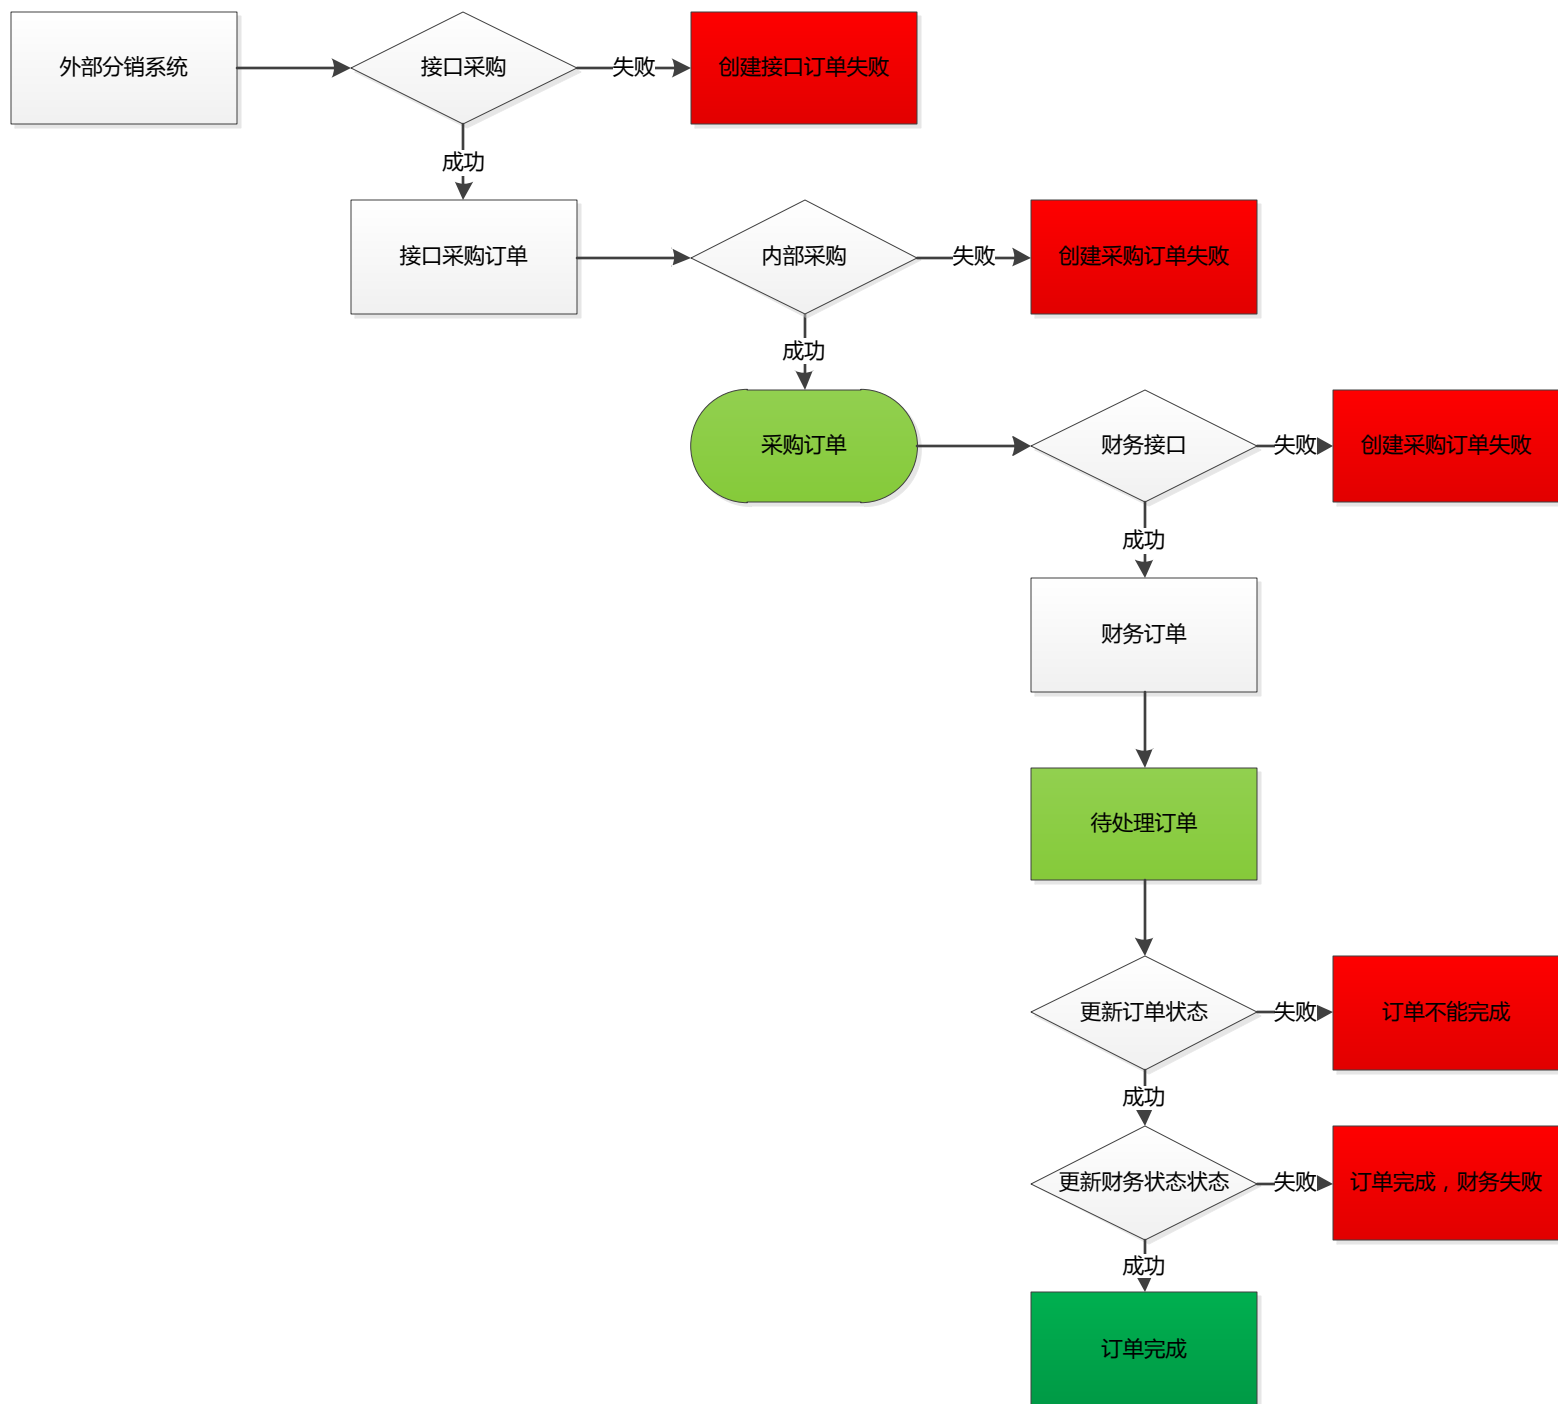 外部分销系统
接口采购
失败
创建接口订单失败
成功
接口采购订单
内部采购
失败
创建采购订单失败
成功
采购订单
财务接口
失败
创建采购订单失败
成功
财务订单
待处理订单
更新订单状态
失败
订单不能完成
成功
更新财务状态状态
失败
订单完成，财务失败
成功
订单完成